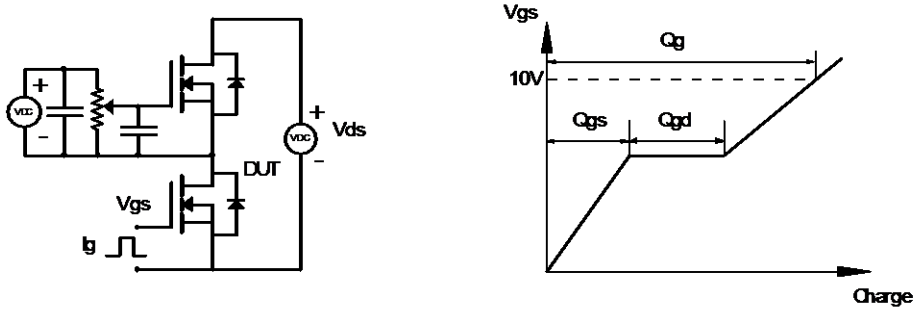 +
VDC
-
+
VDC
-
Vds
DUT
Vgs
Ig
Vgs
Qg
10V
Qgs
Qgd
Charge